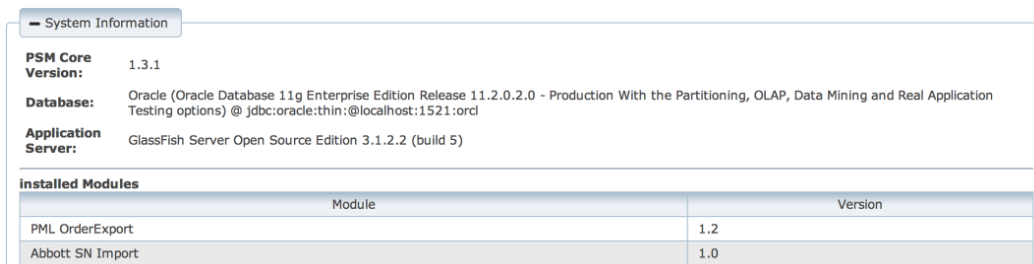 System Information
PSM Core
Version:
1.3.1
Database:
Oracle (Oracle Database 11g Enterprise Edition Release 11.2.0.2.0 - Production With the Partitioning, OLAP, Data Mining and Real Application
Testing options) @ jdbc:oracle:thin:@localhost:1521:orcl
Application
Server:
GlassFish Server Open Source Edition 3.1.2.2 (build 5)
installed Modules
Module Version
PML OrderExport 1.2
Abbott SN Import 1.0